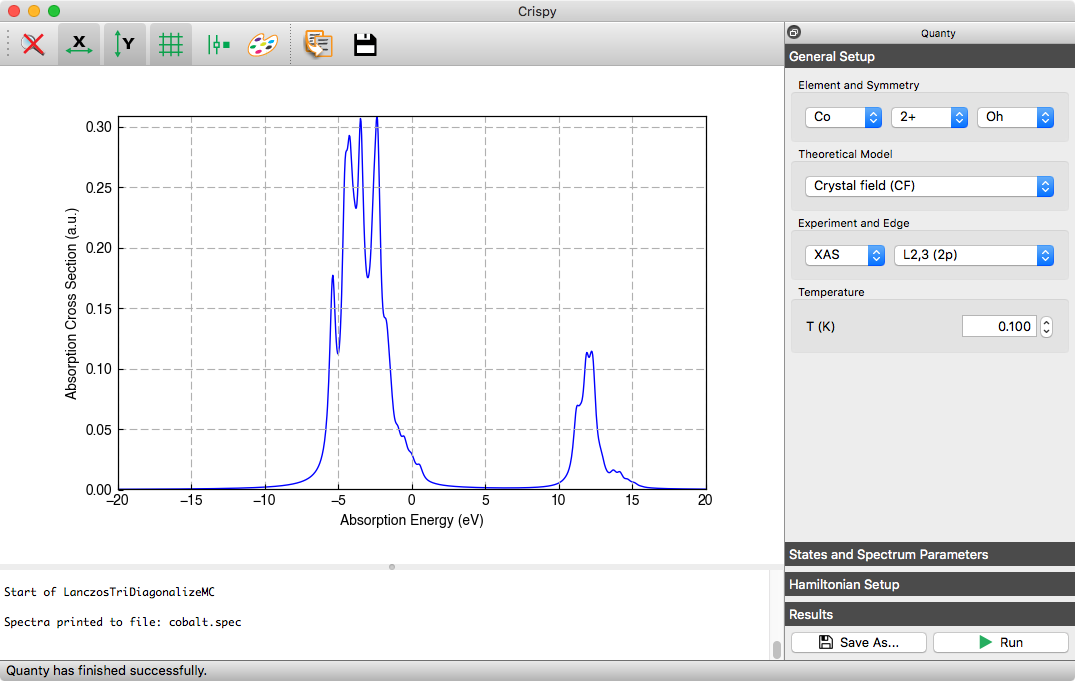 Crispy
X
Y
Quanty
General Setup
Element and Symmetry
Co
2+
Oh
Theoretical Model
Crystal field (CF)
Experiment and Edge
XAS
L2,3 (2p)
Temperature
T (K)
0.100
0.30
0.25
0.20
0.15
0.10
0.05
0.00
Absorption Cross Section (a.u.)
−20
−15
−10
−5
0
5
10
15
20
Absorption Energy (eV)
States and Spectrum Parameters
Hamiltonian Setup
Results
Save As...
Run
Start of LanczosTriDiagonalizeMC
Spectra printed to file: cobalt.spec
Quanty has finished successfully.